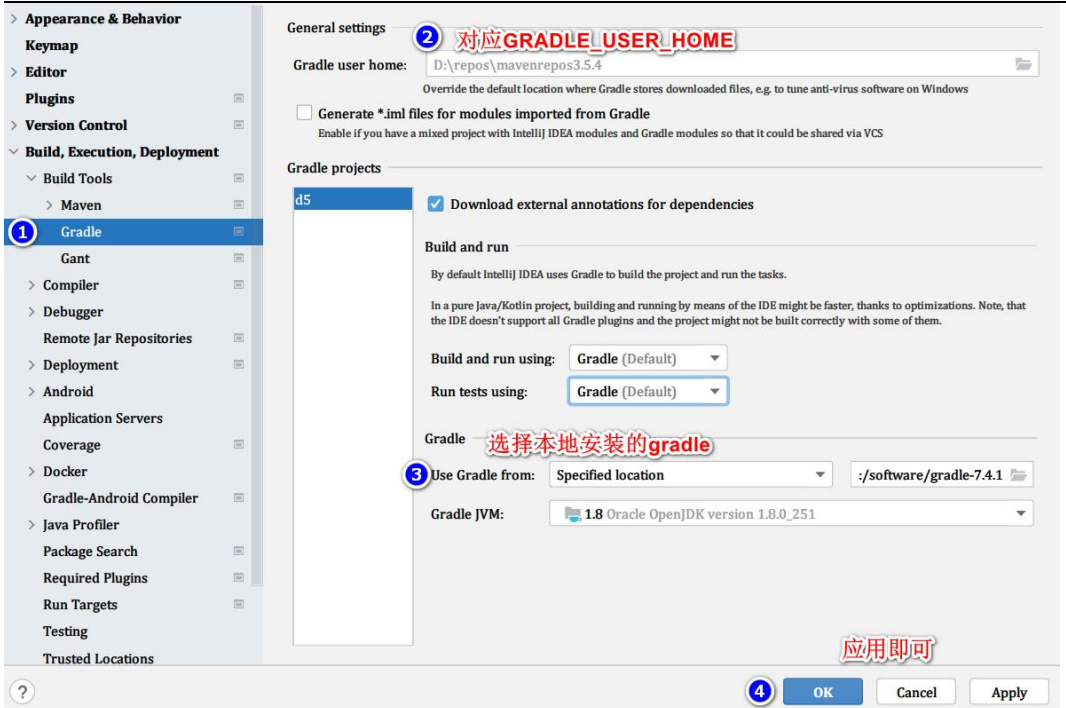 Appearance & Behavior
Keymap
Editor
Plugins
Version Control
Build, Execution, Deployment
Build Tools
Maven
1 Gradle
Gant
Compiler
Debugger
Remote Jar Repositories
Deployment
Android
Application Servers
Coverage
Docker
Gradle-Android Compiler
Java Profiler
Package Search
Required Plugins
Run Targets
Testing
Trusted Locations
General settings
2 对应GRADLE_USER_HOME
Gradle user home: D:\repos\mavenrepos3.5.4
Override the default location where Gradle stores downloaded files, e.g. to tune anti-virus software on Windows
Generate *.iml files for modules imported from Gradle
Enable if you have a mixed project with IntelliJ IDEA modules and Gradle modules so that it could be shared via VCS
Gradle projects
d5
Download external annotations for dependencies
Build and run
By default IntelliJ IDEA uses Gradle to build the project and run the tasks.
In a pure Java/Kotlin project, building and running by means of the IDE might be faster, thanks to optimizations. Note, that
the IDE doesn't support all Gradle plugins and the project might not be built correctly with some of them.
Build and run using: Gradle (Default)
Run tests using: Gradle (Default)
Gradle 选择本地安装的gradle
3 Use Gradle from: Specified location :/software/gradle-7.4.1
Gradle JVM: 1.8 Oracle OpenJDK version 1.8.0_251
应用即可
? 4 OK Cancel Apply